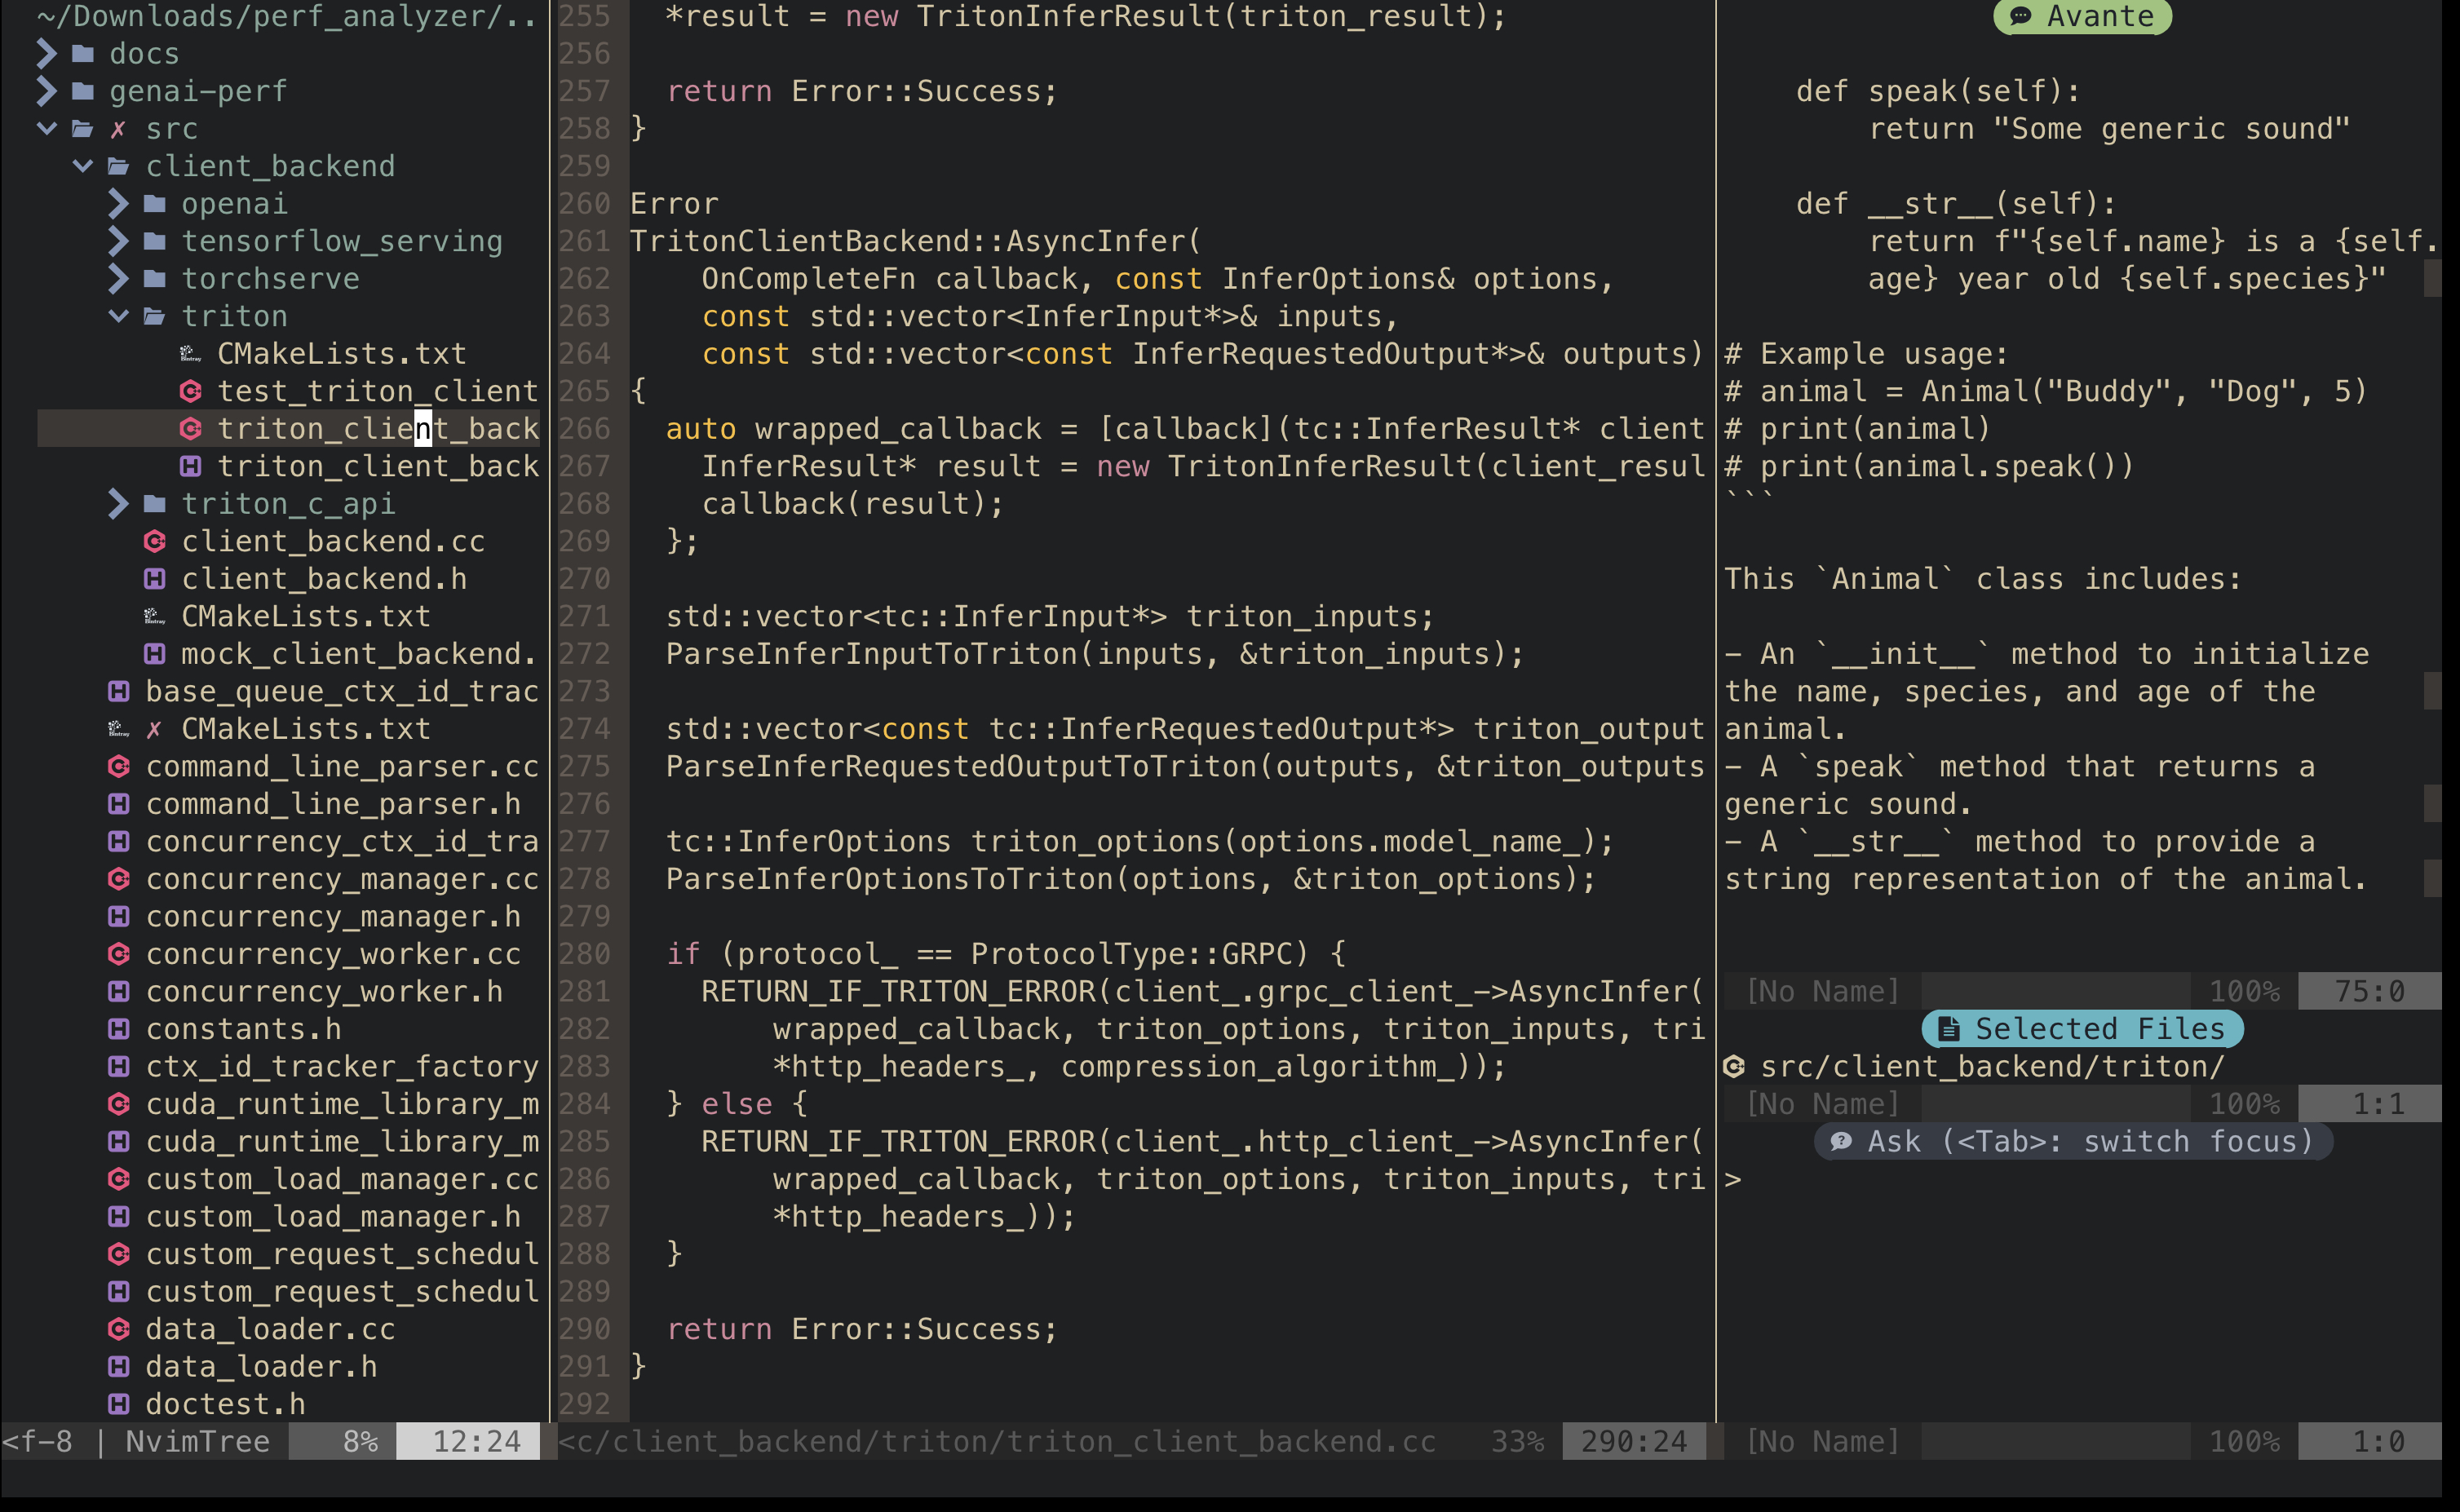 ~/Downloads/perf_analyzer/..
docs
genai-perf
✗ src
client_backend
openai
tensorflow_serving
torchserve
triton
CMakeLists.txt
test_triton_client
triton_client_back
triton_client_back
triton_c_api
client_backend.cc
client_backend.h
CMakeLists.txt
mock_client_backend.
base_queue_ctx_id_trac
✗ CMakeLists.txt
command_line_parser.cc
command_line_parser.h
concurrency_ctx_id_tra
concurrency_manager.cc
concurrency_manager.h
concurrency_worker.cc
concurrency_worker.h
constants.h
ctx_id_tracker_factory
cuda_runtime_library_m
cuda_runtime_library_m
custom_load_manager.cc
custom_load_manager.h
custom_request_schedul
custom_request_schedul
data_loader.cc
data_loader.h
doctest.h
<f-8 | NvimTree 8% 12:24
255   *result = new TritonInferResult(triton_result);
256
257   return Error::Success;
258 }
259
260 Error
261 TritonClientBackend::AsyncInfer(
262     OnCompleteFn callback, const InferOptions& options,
263     const std::vector<InferInput*>& inputs,
264     const std::vector<const InferRequestedOutput*>& outputs)
265 {
266   auto wrapped_callback = [callback](tc::InferResult* client
267     InferResult* result = new TritonInferResult(client_resul
268     callback(result);
269   };
270
271   std::vector<tc::InferInput*> triton_inputs;
272   ParseInferInputToTriton(inputs, &triton_inputs);
273
274   std::vector<const tc::InferRequestedOutput*> triton_output
275   ParseInferRequestedOutputToTriton(outputs, &triton_outputs
276
277   tc::InferOptions triton_options(options.model_name_);
278   ParseInferOptionsToTriton(options, &triton_options);
279
280   if (protocol_ == ProtocolType::GRPC) {
281     RETURN_IF_TRITON_ERROR(client_.grpc_client_->AsyncInfer(
282         wrapped_callback, triton_options, triton_inputs, tri
283         *http_headers_, compression_algorithm_));
284   } else {
285     RETURN_IF_TRITON_ERROR(client_.http_client_->AsyncInfer(
286         wrapped_callback, triton_options, triton_inputs, tri
287         *http_headers_));
288   }
289
290   return Error::Success;
291 }
292
<c/client_backend/triton/triton_client_backend.cc 33% 290:24
Avante
    def speak(self):
        return "Some generic sound"
    def __str__(self):
        return f"{self.name} is a {self.
        age} year old {self.species}"
# Example usage:
# animal = Animal("Buddy", "Dog", 5)
# print(animal)
# print(animal.speak())
```
This `Animal` class includes:
- An `__init__` method to initialize
the name, species, and age of the
animal.
- A `speak` method that returns a
generic sound.
- A `__str__` method to provide a
string representation of the animal.
[No Name] 100% 75:0
Selected Files
src/client_backend/triton/
[No Name] 100% 1:1
Ask (<Tab>: switch focus)
>
[No Name] 100% 1:0